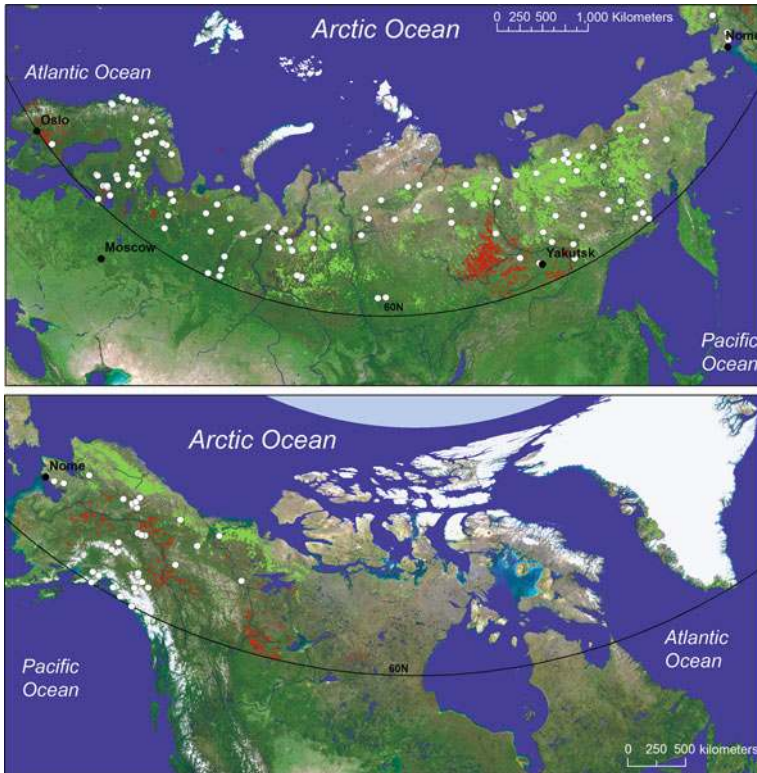 Arctic Ocean
0 250 500 1,000 Kilometers
Nome
Atlantic Ocean
Oslo
Moscow
Yakutsk
60N
Pacific
Ocean
Arctic Ocean
Nome
60N
Pacific
Ocean
Atlantic
Ocean
0 250 500 kilometers